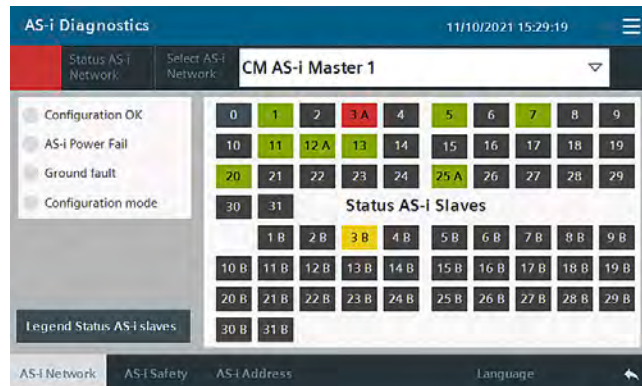 AS-i Diagnostics 11/10/2021 15:29:19
Status AS-i Network Select AS-i Network CM AS-i Master 1
Configuration OK
AS-i Power Fail
Ground fault
Configuration mode
0 1 2 3 A 4 5 6 7 8 9
10 11 12 A 13 14 15 16 17 18 19
20 21 22 23 24 25 A 26 27 28 29
30 31 Status AS-i Slaves
1 B 2 B 3 B 4 B 5 B 6 B 7 B 8 B 9 B
10 B 11 B 12 B 13 B 14 B 15 B 16 B 17 B 18 B 19 B
20 B 21 B 22 B 23 B 24 B 25 B 26 B 27 B 28 B 29 B
30 B 31 B
Legend Status AS-i slaves
AS-i Network AS-i Safety AS-i Address Language